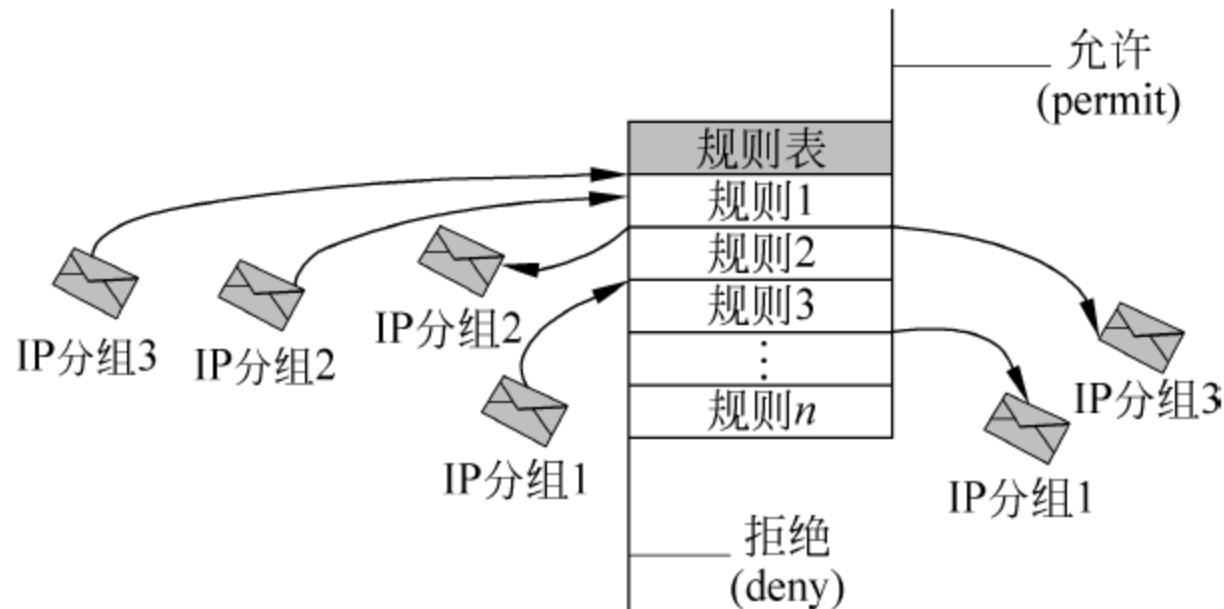 允许
(permit)
规则表
规则1
规则2
规则3
⋮
规则n
IP分组3
IP分组2
IP分组2
IP分组1
IP分组3
IP分组1
拒绝
(deny)